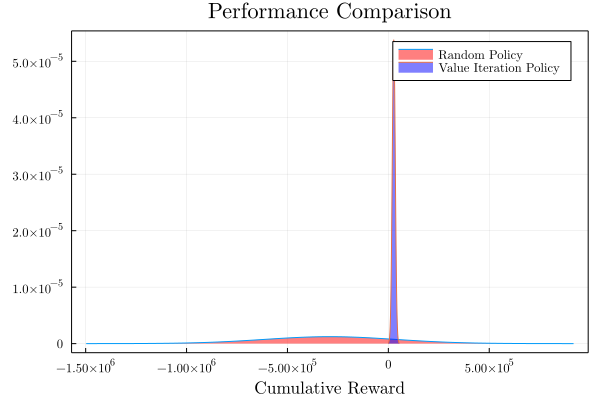 Performance Comparison
Random Policy
Value Iteration Policy
5.0×10⁻⁵
4.0×10⁻⁵
3.0×10⁻⁵
2.0×10⁻⁵
1.0×10⁻⁵
0
−1.50×10⁶ −1.00×10⁶ −5.00×10⁵ 0 5.00×10⁵
Cumulative Reward